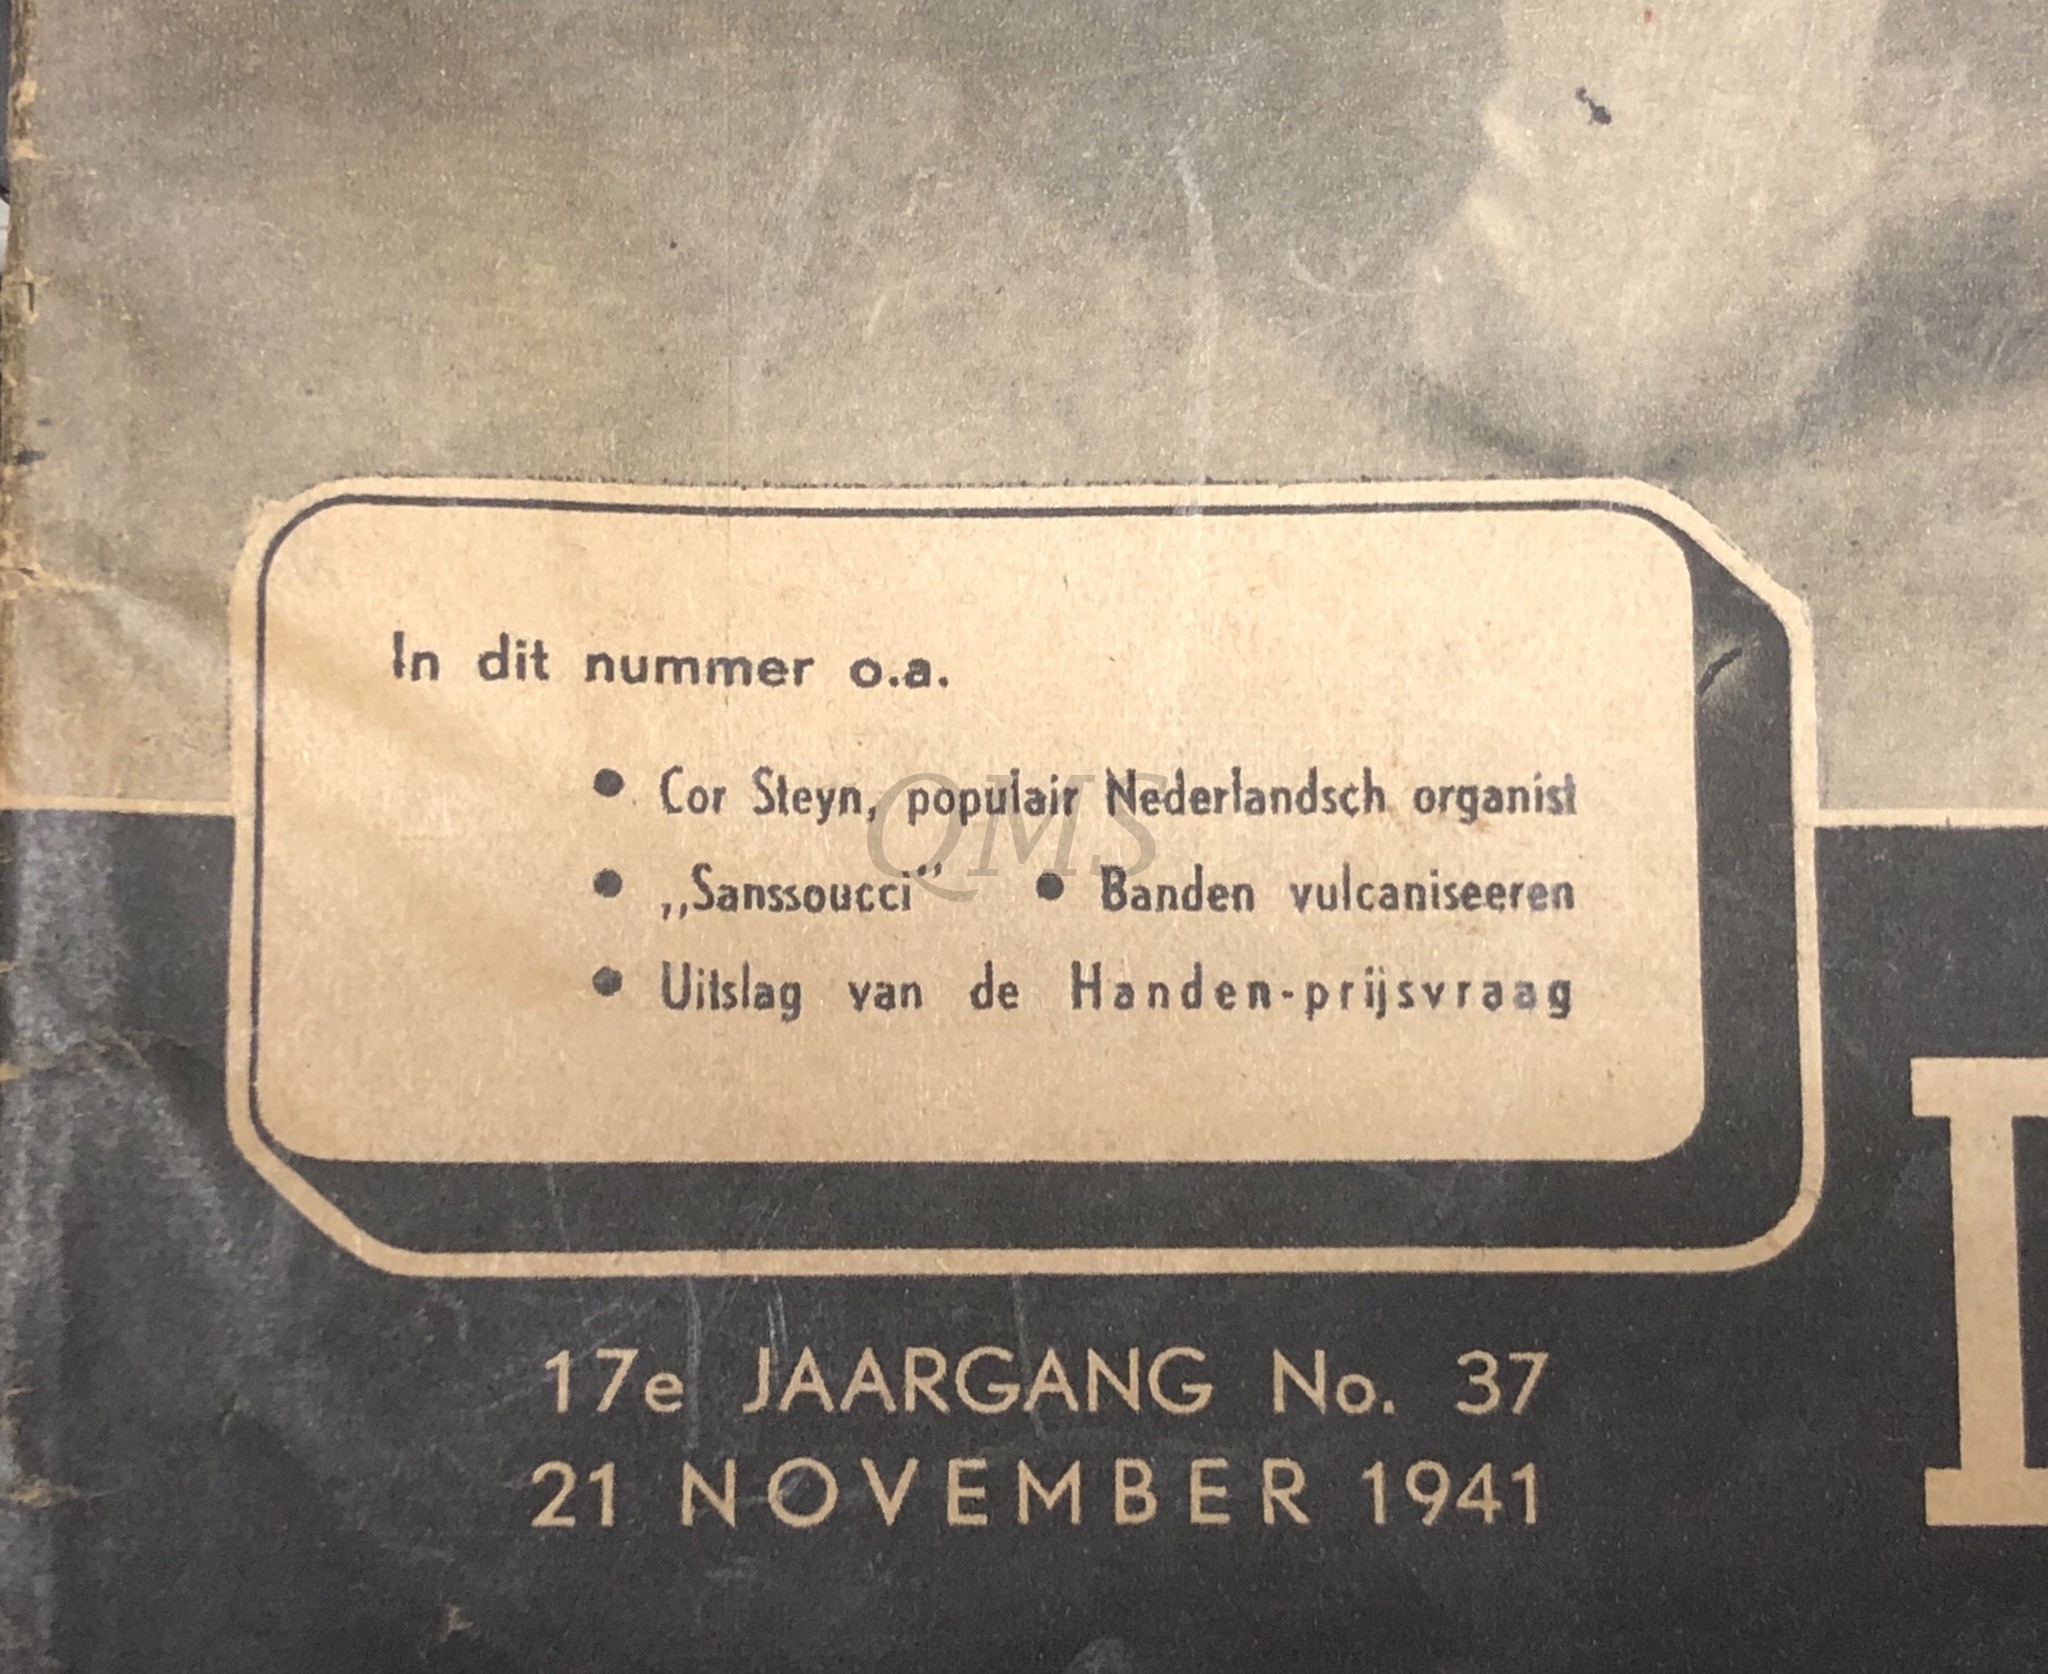 In dit nummer o.a.
• Cor Steyn, populair Nederlandsch organist
• „Sanssoucci" • Banden vulcaniseeren
• Uitslag van de Handen-prijsvraag
QMS
17e JAARGANG No. 37
21 NOVEMBER 1941